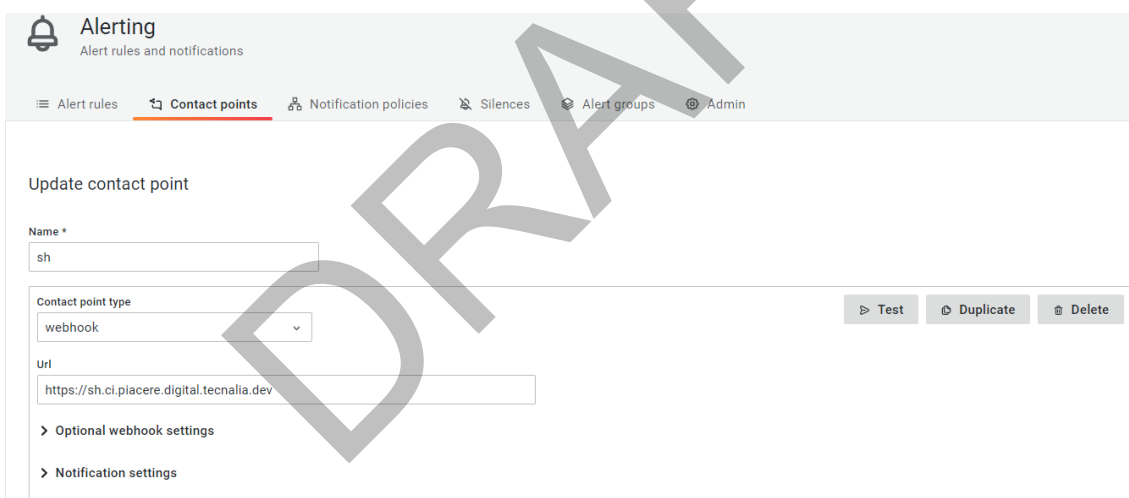 Alerting
Alert rules and notifications
Alert rules Contact points Notification policies Silences Alert groups Admin
Update contact point
Name *
sh
Contact point type
webhook
Test Duplicate Delete
Url
https://sh.ci.piacere.digital.tecnalia.dev
Optional webhook settings
Notification settings
DRA